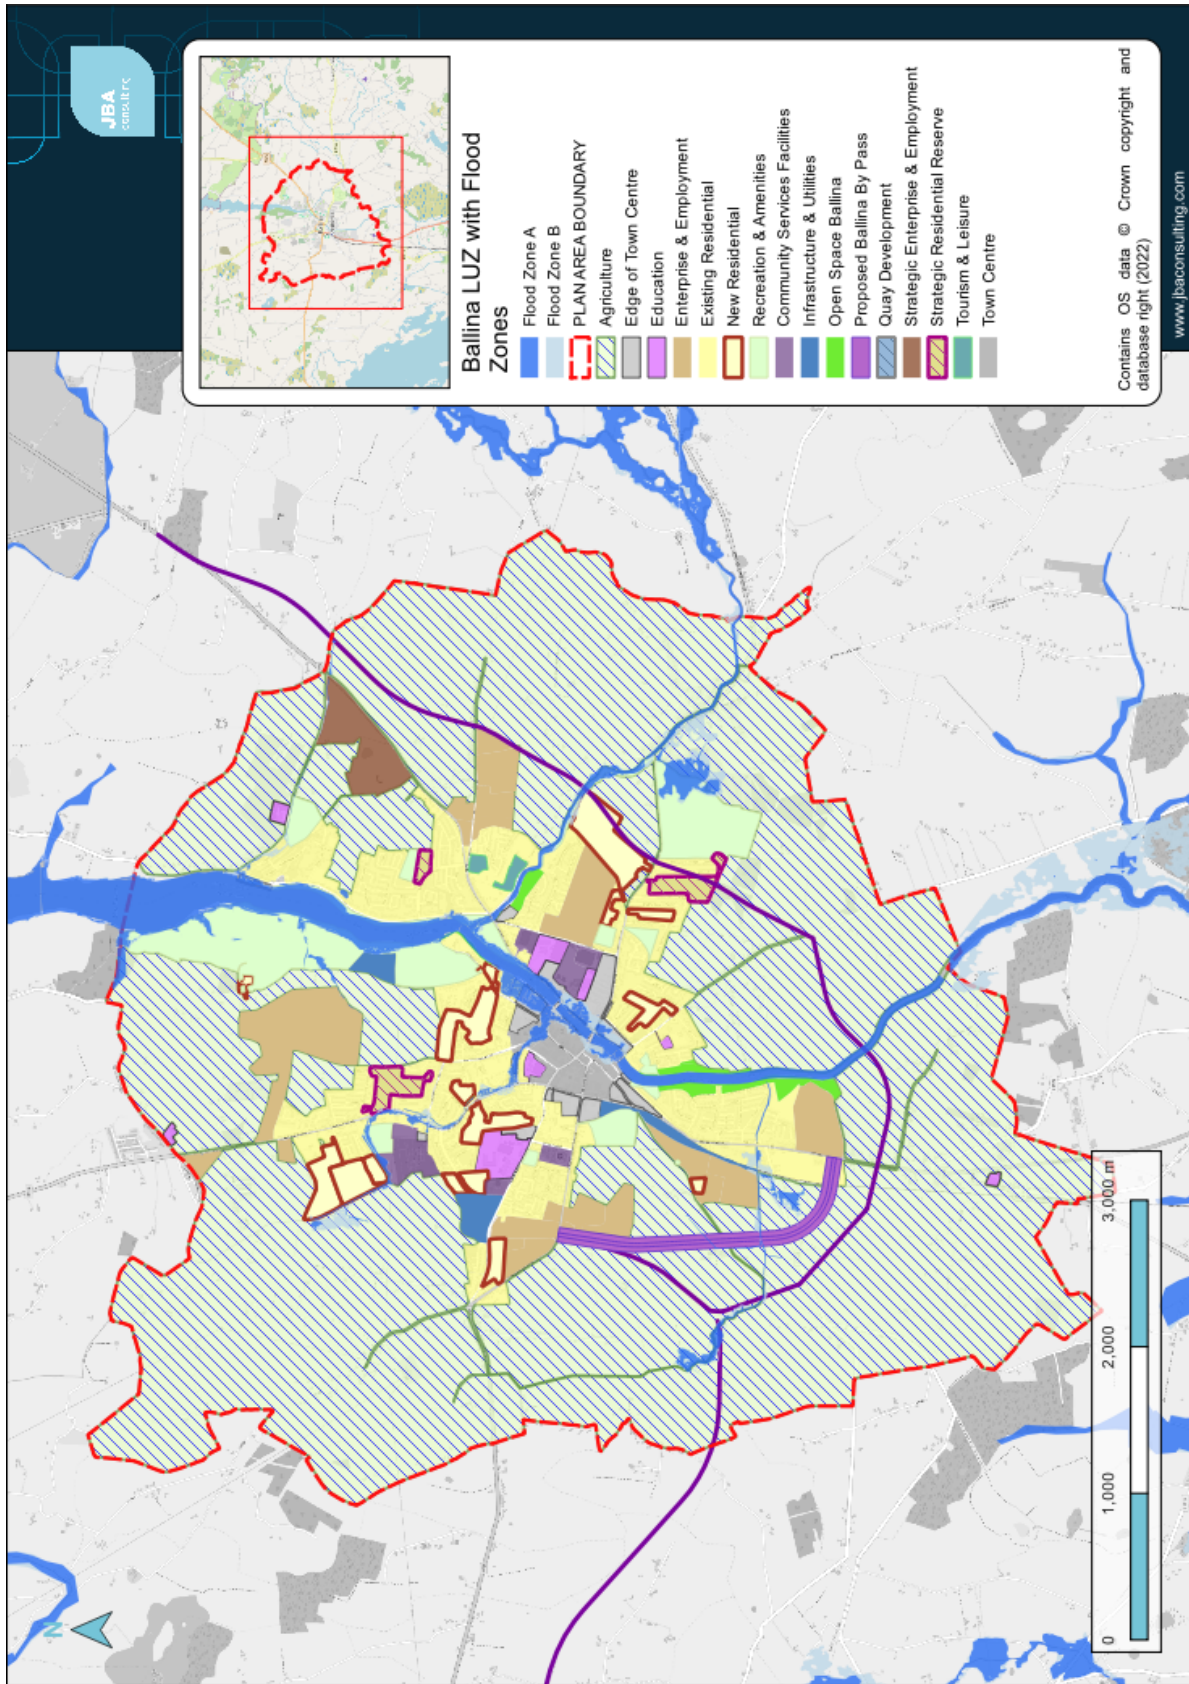 JBA
consulting
Ballina LUZ with Flood
Zones
Flood Zone A
Flood Zone B
PLAN AREA BOUNDARY
Agriculture
Edge of Town Centre
Education
Enterprise & Employment
Existing Residential
New Residential
Recreation & Amenities
Community Services Facilities
Infrastructure & Utilities
Open Space Ballina
Proposed Ballina By Pass
Quay Development
Strategic Enterprise & Employment
Strategic Residential Reserve
Tourism & Leisure
Town Centre
Contains OS data © Crown copyright and
database right (2022)
www.jbaconsulting.com
N
0 1,000 2,000 3,000 m